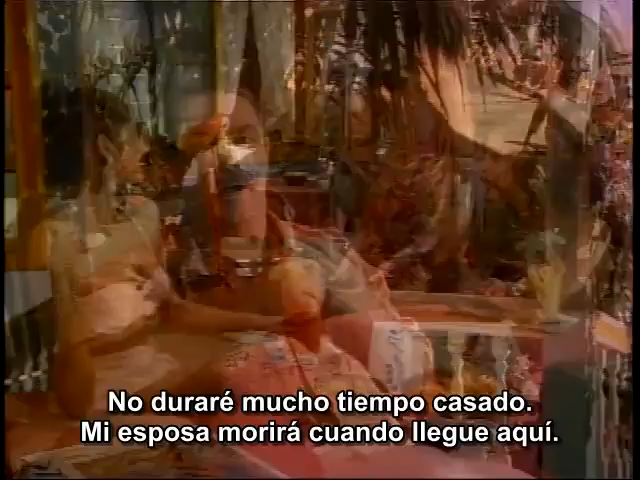 No duraré mucho tiempo casado.
Mi esposa morirá cuando llegue aquí.